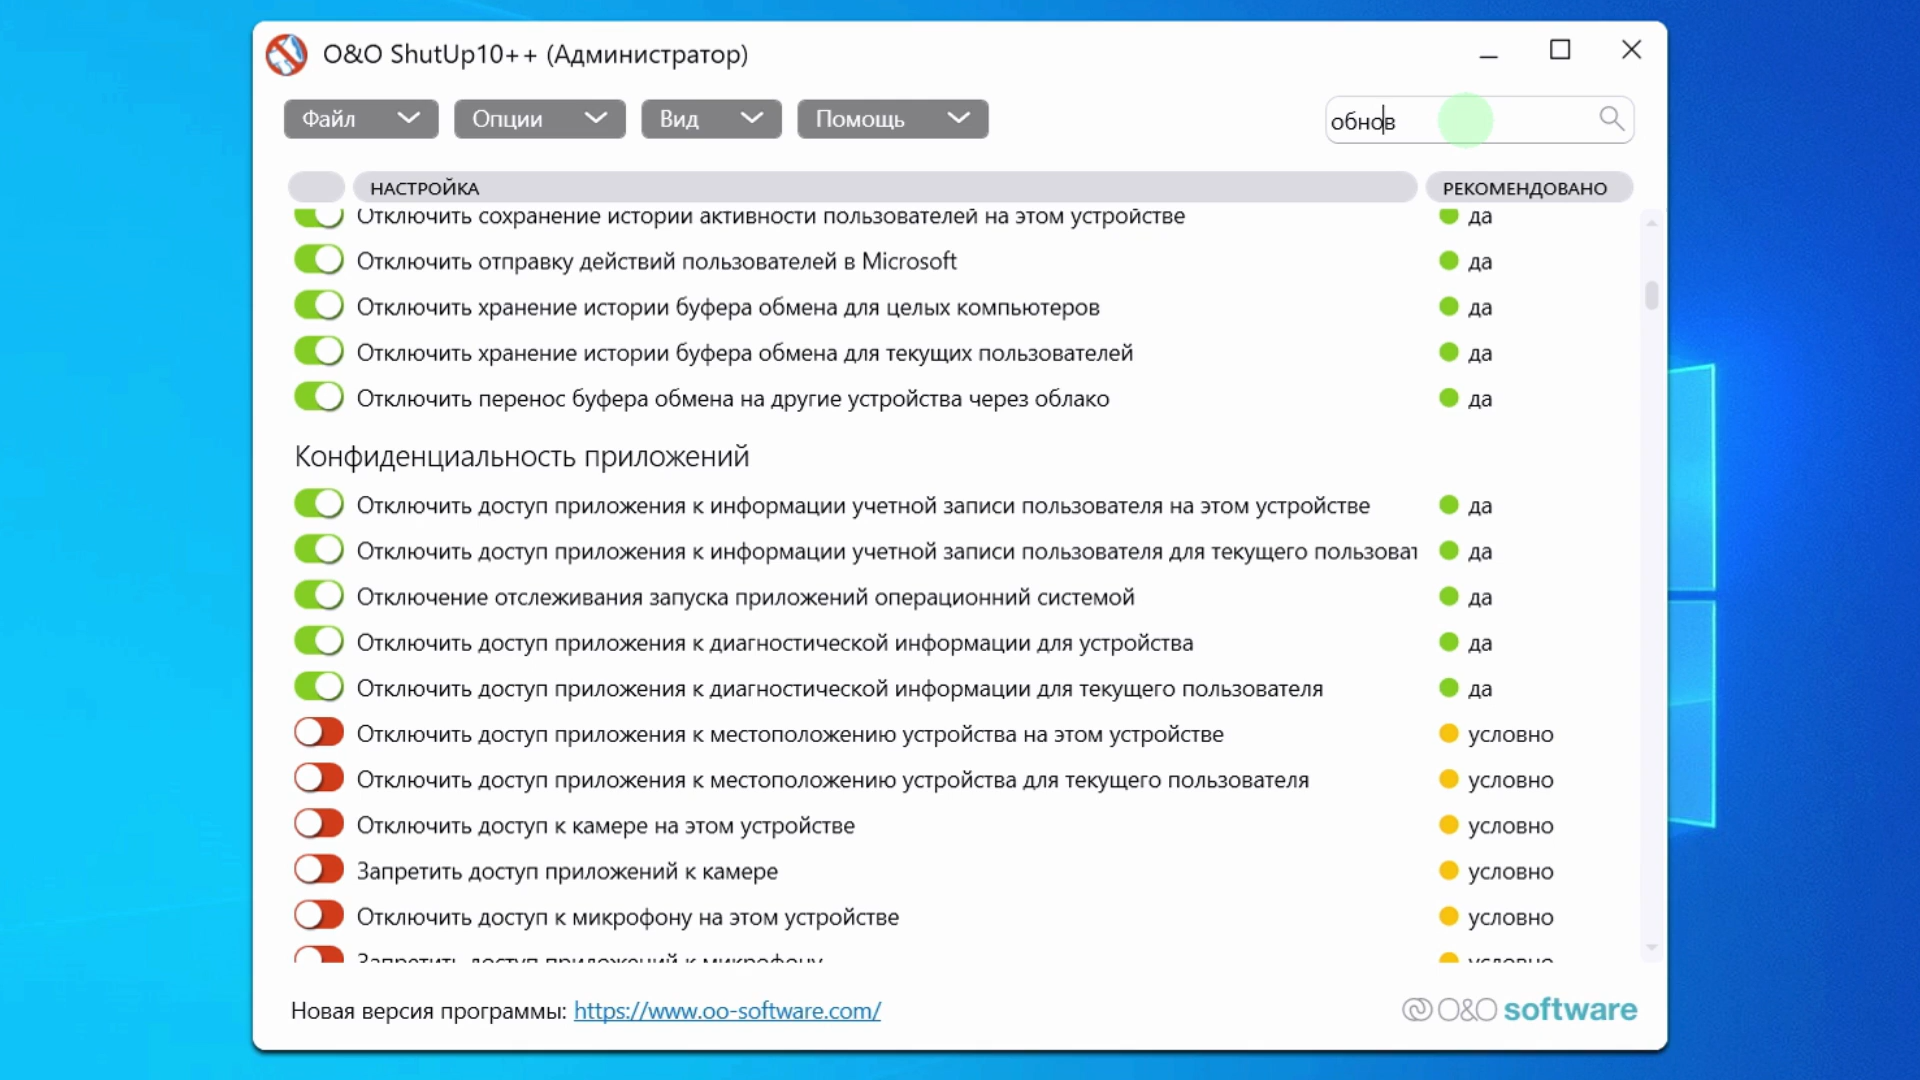 O&O ShutUp10++ (Администратор)
Файл Опции Вид Помощь обнов
НАСТРОЙКА РЕКОМЕНДОВАНО
Отключить сохранение истории активности пользователей на этом устройстве да
Отключить отправку действий пользователей в Microsoft да
Отключить хранение истории буфера обмена для целых компьютеров да
Отключить хранение истории буфера обмена для текущих пользователей да
Отключить перенос буфера обмена на другие устройства через облако да
Конфиденциальность приложений
Отключить доступ приложения к информации учетной записи пользователя на этом устройстве да
Отключить доступ приложения к информации учетной записи пользователя для текущего пользоват да
Отключение отслеживания запуска приложений операционний системой да
Отключить доступ приложения к диагностической информации для устройства да
Отключить доступ приложения к диагностической информации для текущего пользователя да
Отключить доступ приложения к местоположению устройства на этом устройстве условно
Отключить доступ приложения к местоположению устройства для текущего пользователя условно
Отключить доступ к камере на этом устройстве условно
Запретить доступ приложений к камере условно
Отключить доступ к микрофону на этом устройстве условно
Запретить доступ приложений к микрофону условно
Новая версия программы: https://www.oo-software.com/ O&O software